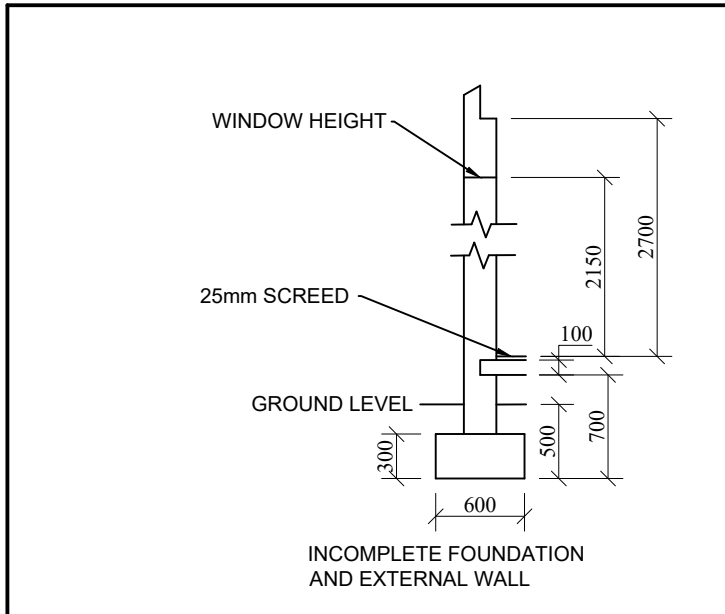 WINDOW HEIGHT
2700
2150
25mm SCREED
100
GROUND LEVEL
700
500
300
600
INCOMPLETE FOUNDATION
AND EXTERNAL WALL